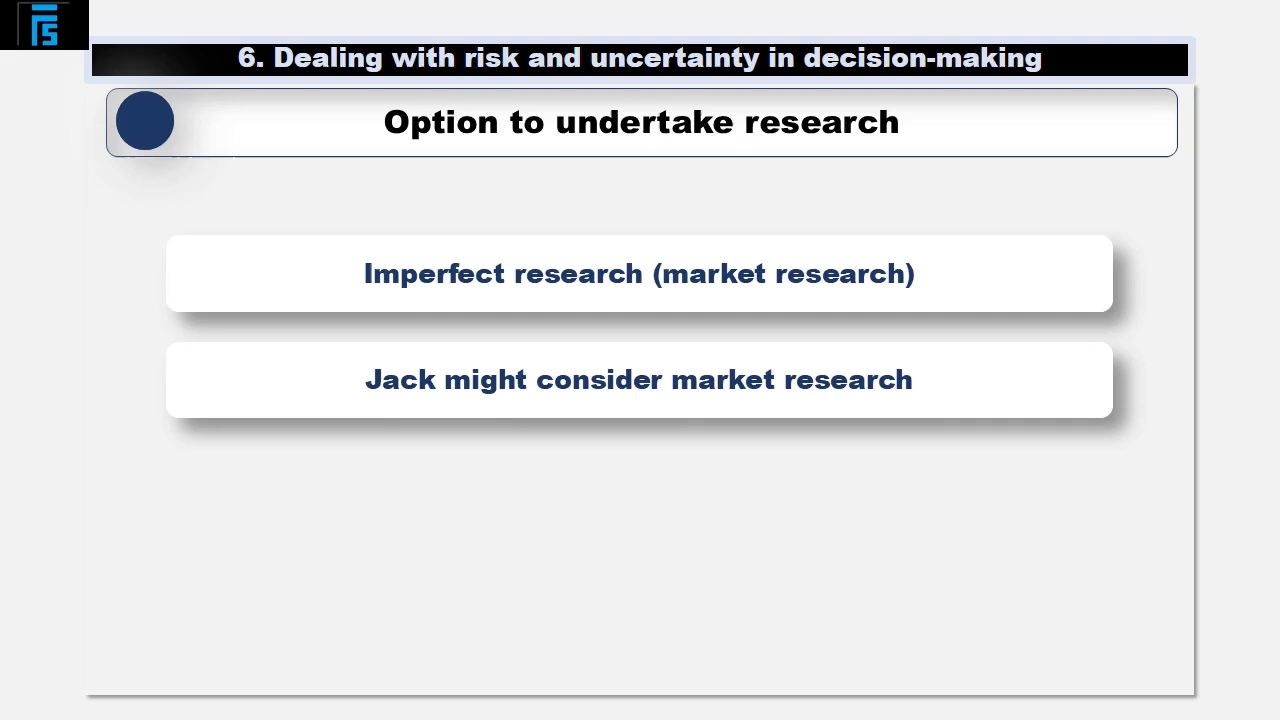 6. Dealing with risk and uncertainty in decision-making
Option to undertake research
Imperfect research (market research)
Jack might consider market research